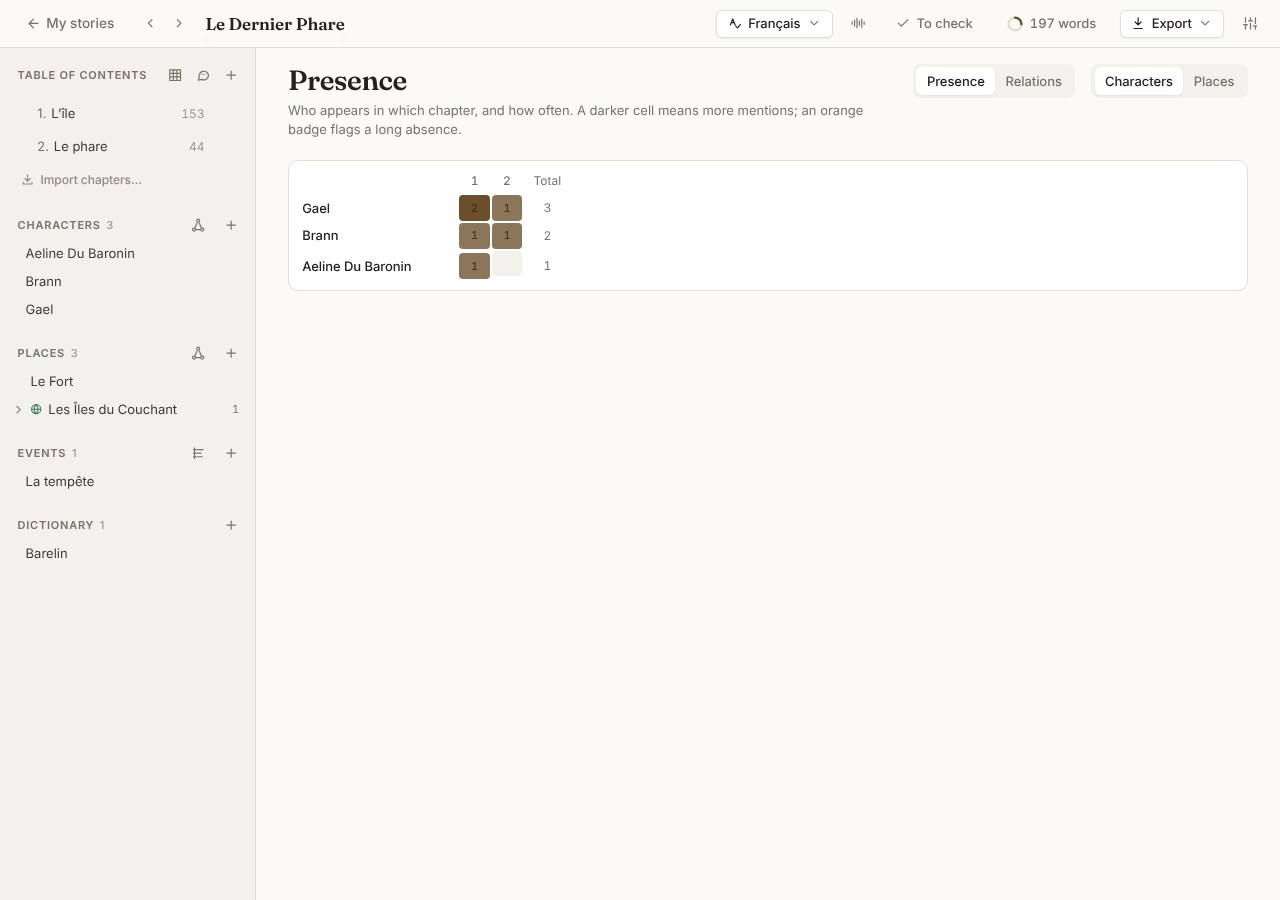 My stories
Le Dernier Phare
Français
To check
197 words
Export
TABLE OF CONTENTS
1. L'île 153
2. Le phare 44
Import chapters...
CHARACTERS 3
Aeline Du Baronin
Brann
Gael
PLACES 3
Le Fort
Les Îles du Couchant 1
EVENTS 1
La tempête
DICTIONARY 1
Barelin
Presence
Presence Relations
Characters Places
Who appears in which chapter, and how often. A darker cell means more mentions; an orange
badge flags a long absence.
1 2 Total
Gael 2 1 3
Brann 1 1 2
Aeline Du Baronin 1 1